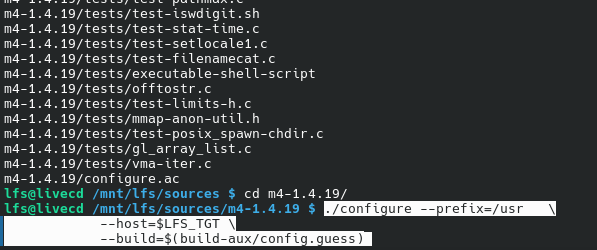 m4-1.4.19/tests/test-pathmax.c
m4-1.4.19/tests/test-iswdigit.sh
m4-1.4.19/tests/test-stat-time.c
m4-1.4.19/tests/test-setlocale1.c
m4-1.4.19/tests/test-filenamecat.c
m4-1.4.19/tests/executable-shell-script
m4-1.4.19/tests/offtostr.c
m4-1.4.19/tests/test-limits-h.c
m4-1.4.19/tests/mmap-anon-util.h
m4-1.4.19/tests/test-posix_spawn-chdir.c
m4-1.4.19/tests/gl_array_list.c
m4-1.4.19/tests/vma-iter.c
m4-1.4.19/configure.ac
lfs@livecd /mnt/lfs/sources $ cd m4-1.4.19/
lfs@livecd /mnt/lfs/sources/m4-1.4.19 $ ./configure --prefix=/usr   \
            --host=$LFS_TGT \
            --build=$(build-aux/config.guess)